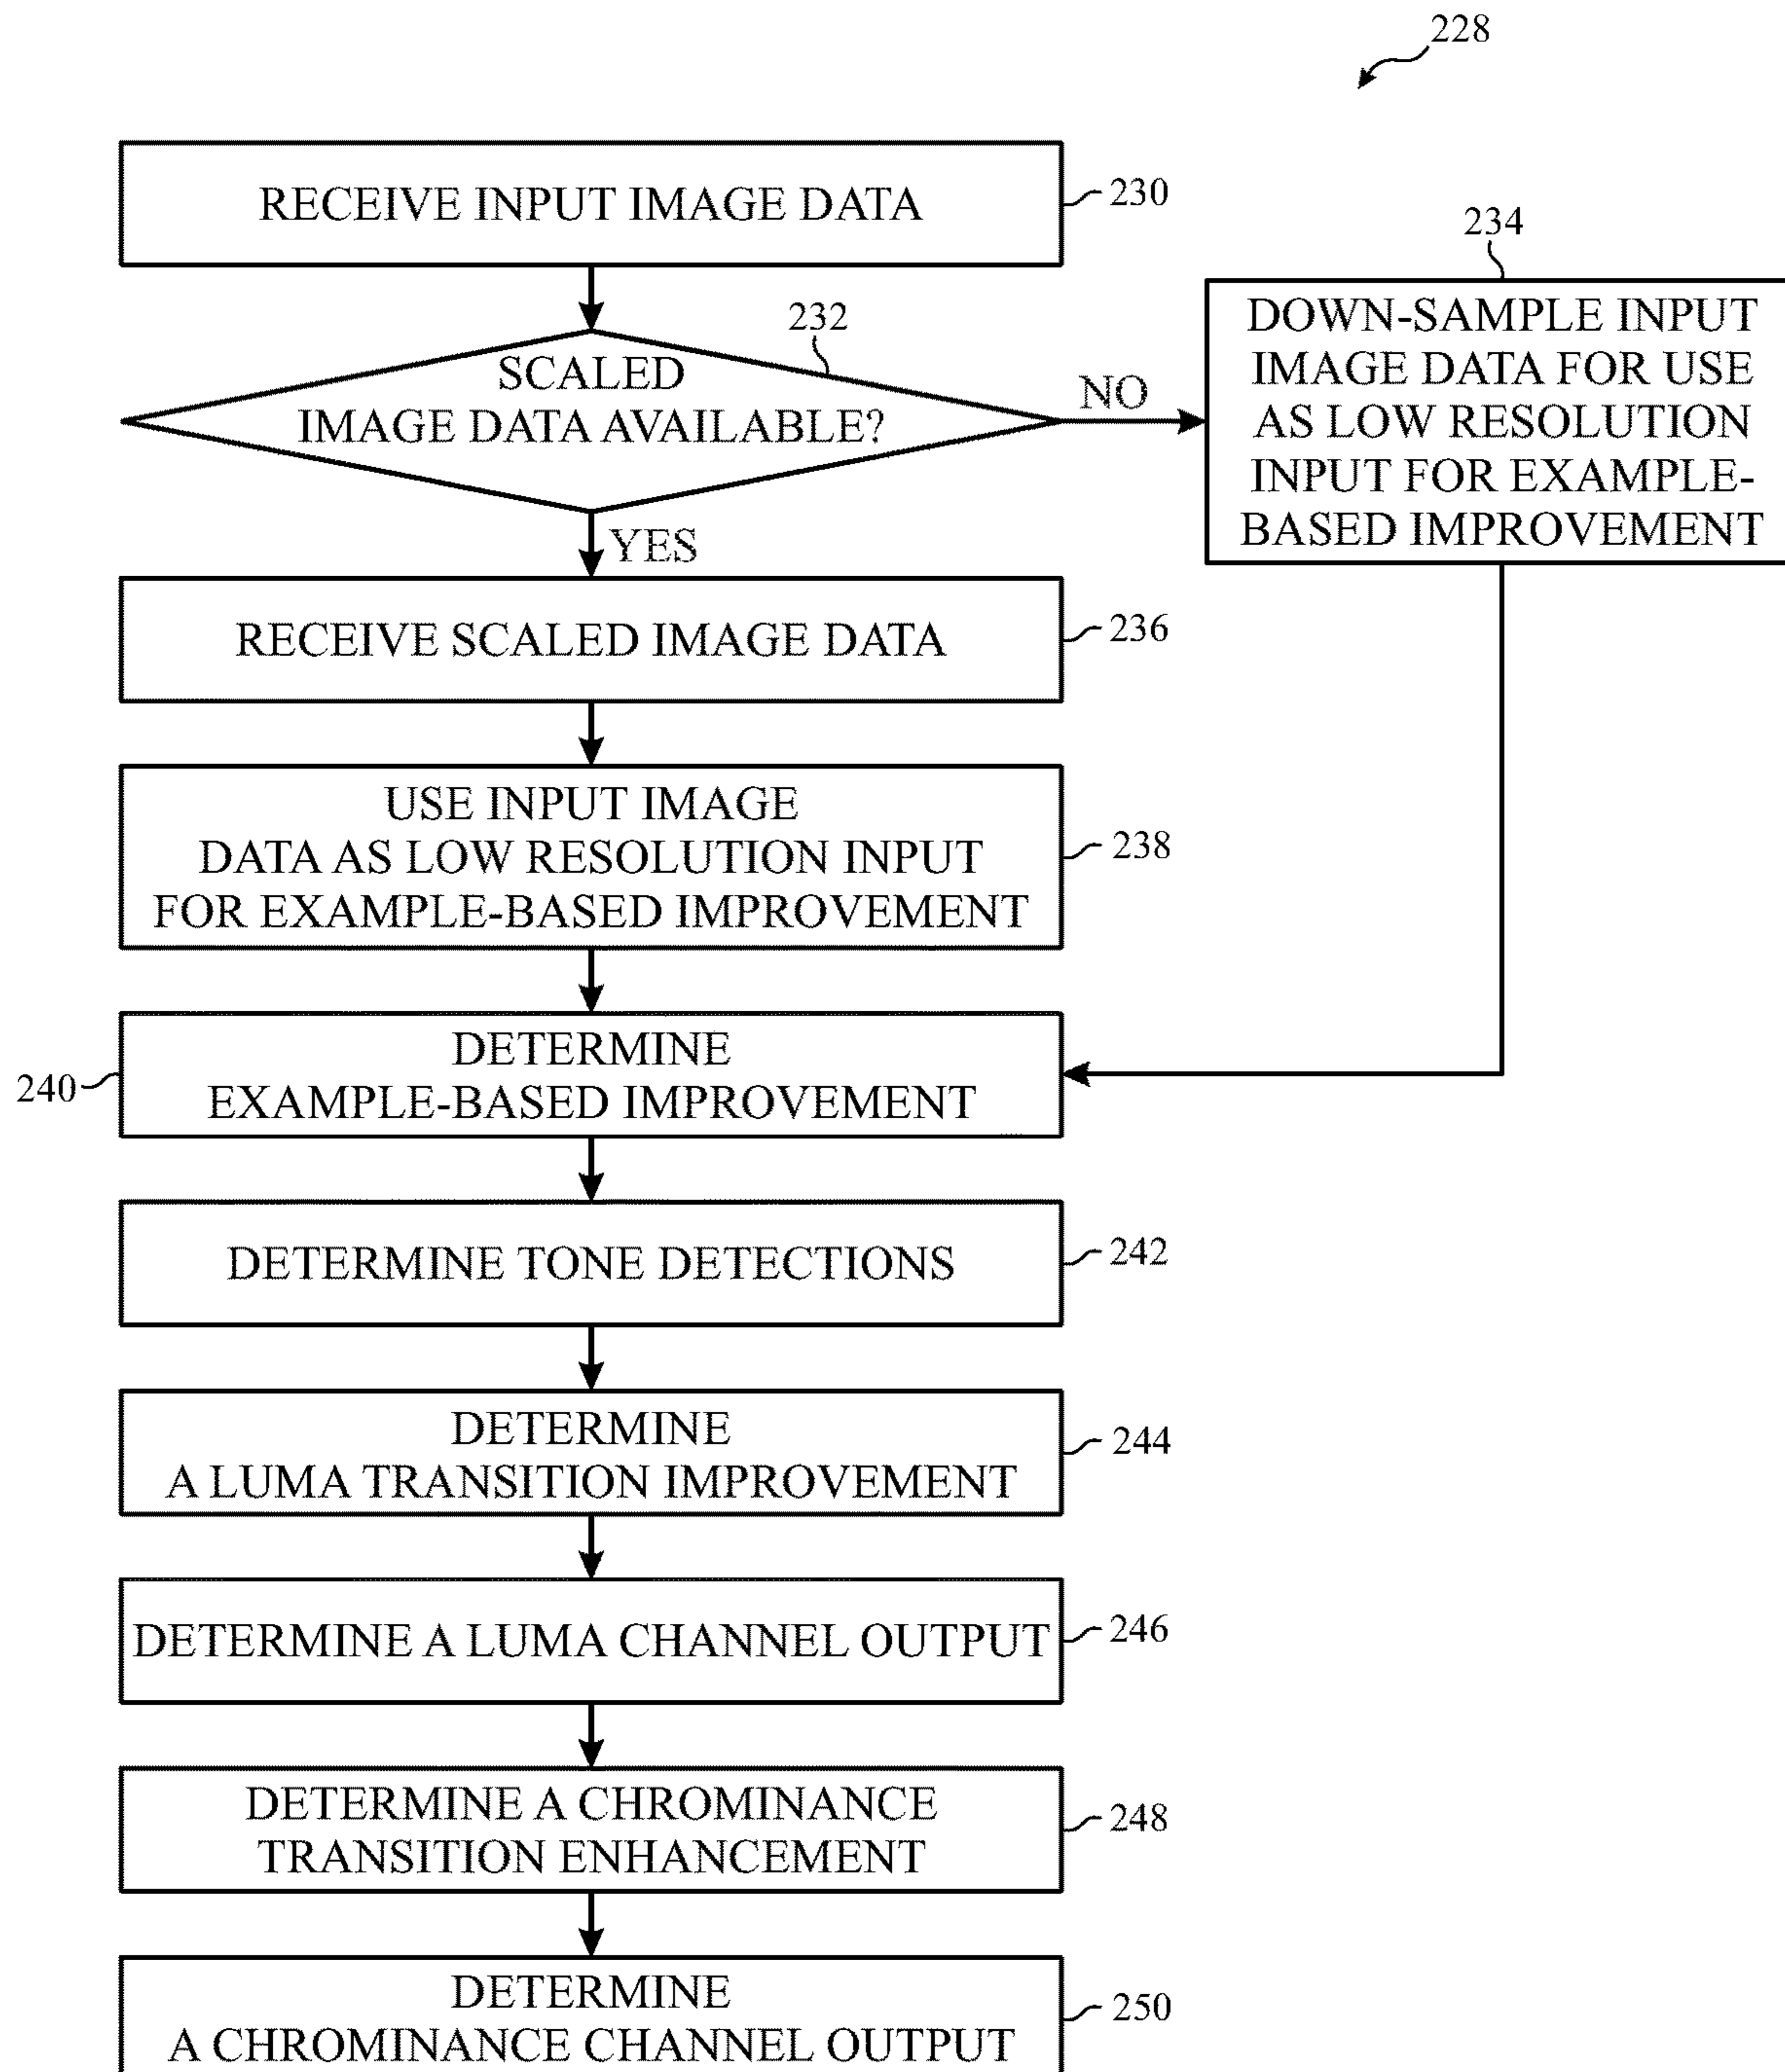 228
RECEIVE INPUT IMAGE DATA
230
232
SCALED
IMAGE DATA AVAILABLE?
NO
YES
234
DOWN-SAMPLE INPUT
IMAGE DATA FOR USE
AS LOW RESOLUTION
INPUT FOR EXAMPLE-
BASED IMPROVEMENT
RECEIVE SCALED IMAGE DATA
236
USE INPUT IMAGE
DATA AS LOW RESOLUTION INPUT
FOR EXAMPLE-BASED IMPROVEMENT
238
240
DETERMINE
EXAMPLE-BASED IMPROVEMENT
DETERMINE TONE DETECTIONS
242
DETERMINE
A LUMA TRANSITION IMPROVEMENT
244
DETERMINE A LUMA CHANNEL OUTPUT
246
DETERMINE A CHROMINANCE
TRANSITION ENHANCEMENT
248
DETERMINE
A CHROMINANCE CHANNEL OUTPUT
250